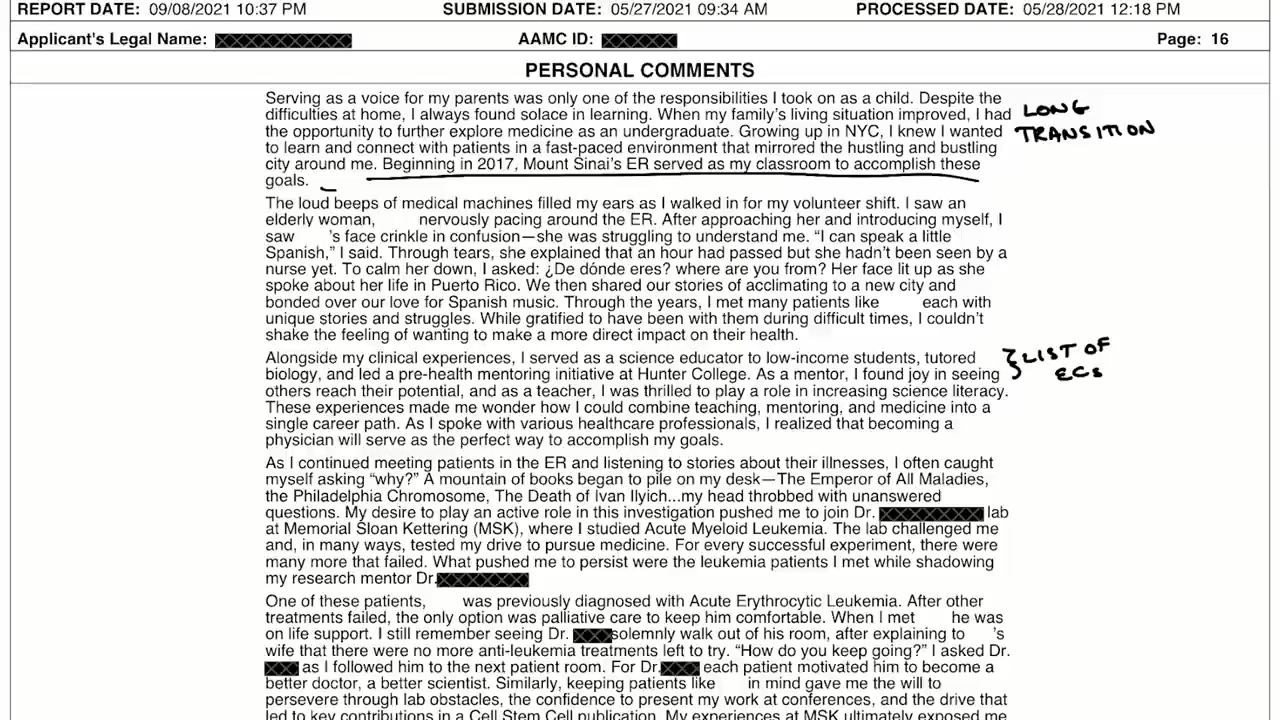 REPORT DATE: 09/08/2021 10:37 PM SUBMISSION DATE: 05/27/2021 09:34 AM PROCESSED DATE: 05/28/2021 12:18 PM
Applicant's Legal Name: AAMC ID: Page: 16
PERSONAL COMMENTS
Serving as a voice for my parents was only one of the responsibilities I took on as a child. Despite the
difficulties at home, I always found solace in learning. When my family's living situation improved, I had
the opportunity to further explore medicine as an undergraduate. Growing up in NYC, I knew I wanted
to learn and connect with patients in a fast-paced environment that mirrored the hustling and bustling
city around me. Beginning in 2017, Mount Sinai's ER served as my classroom to accomplish these
goals.
LONG
TRANSITION
The loud beeps of medical machines filled my ears as I walked in for my volunteer shift. I saw an
elderly woman, nervously pacing around the ER. After approaching her and introducing myself, I
saw 's face crinkle in confusion—she was struggling to understand me. “I can speak a little
Spanish,” I said. Through tears, she explained that an hour had passed but she hadn't been seen by a
nurse yet. To calm her down, I asked: ¿De dónde eres? where are you from? Her face lit up as she
spoke about her life in Puerto Rico. We then shared our stories of acclimating to a new city and
bonded over our love for Spanish music. Through the years, I met many patients like each with
unique stories and struggles. While gratified to have been with them during difficult times, I couldn't
shake the feeling of wanting to make a more direct impact on their health.
Alongside my clinical experiences, I served as a science educator to low-income students, tutored
biology, and led a pre-health mentoring initiative at Hunter College. As a mentor, I found joy in seeing
others reach their potential, and as a teacher, I was thrilled to play a role in increasing science literacy.
These experiences made me wonder how I could combine teaching, mentoring, and medicine into a
single career path. As I spoke with various healthcare professionals, I realized that becoming a
physician will serve as the perfect way to accomplish my goals.
LIST OF
ECs
As I continued meeting patients in the ER and listening to stories about their illnesses, I often caught
myself asking “why?” A mountain of books began to pile on my desk—The Emperor of All Maladies,
the Philadelphia Chromosome, The Death of Ivan Ilyich...my head throbbed with unanswered
questions. My desire to play an active role in this investigation pushed me to join Dr. lab
at Memorial Sloan Kettering (MSK), where I studied Acute Myeloid Leukemia. The lab challenged me
and, in many ways, tested my drive to pursue medicine. For every successful experiment, there were
many more that failed. What pushed me to persist were the leukemia patients I met while shadowing
my research mentor Dr.
One of these patients, was previously diagnosed with Acute Erythrocytic Leukemia. After other
treatments failed, the only option was palliative care to keep him comfortable. When I met he was
on life support. I still remember seeing Dr. solemnly walk out of his room, after explaining to 's
wife that there were no more anti-leukemia treatments left to try. “How do you keep going?” I asked Dr.
as I followed him to the next patient room. For Dr. each patient motivated him to become a
better doctor, a better scientist. Similarly, keeping patients like in mind gave me the will to
persevere through lab obstacles, the confidence to present my work at conferences, and the drive that
led to key contributions in a Cell Stem Cell publication. My experiences at MSK ultimately exposed me